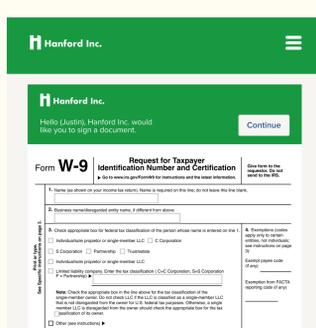 Hanford Inc.
Hanford Inc.
Hello (Justin), Hanford Inc. would
like you to sign a document.
Continue
Form W-9
Request for Taxpayer
Identification Number and Certification
▶ Go to www.irs.gov/FormW9 for instructions and the latest information.
Give form to the
requester. Do not
send to the IRS.
1. Name (as shown on your income tax return). Name is required on this line; do not leave this line blank.
2. Business name/disregarded entity name, if different from above
3. Check appropriate box for federal tax classification of the person whose name is entered on line 1.
Individual/sole propietor or single-member LLC
C Corporation
S Corporation
Partnership
Trust/estate
Individual/sole propietor or single-member LLC
Limited liability company. Enter the tax classification ( C=C Corporation, S=S Corporation
P = Partnership) ▶
Note: Check the appropriate box in the line above for the tax classification of the
single-member owner. Do not check LLC if the LLC is classified as a single-member LLC
that is disregarded from the owner for U.S. federal tax purposes. Otherwise, a single
member LLC is disregarded from the owner should check the appropriate box for the tax
classification of its owner.
Other (see instructions) ▶
4. Exemptions (codes
apply only to certain
entities, not individuals;
see instructions on page
3)
Exempt payee code
(if any)
Exemption from FACTA
reporting code (if any)
Print or type.
See Specific Instructions on page 3.